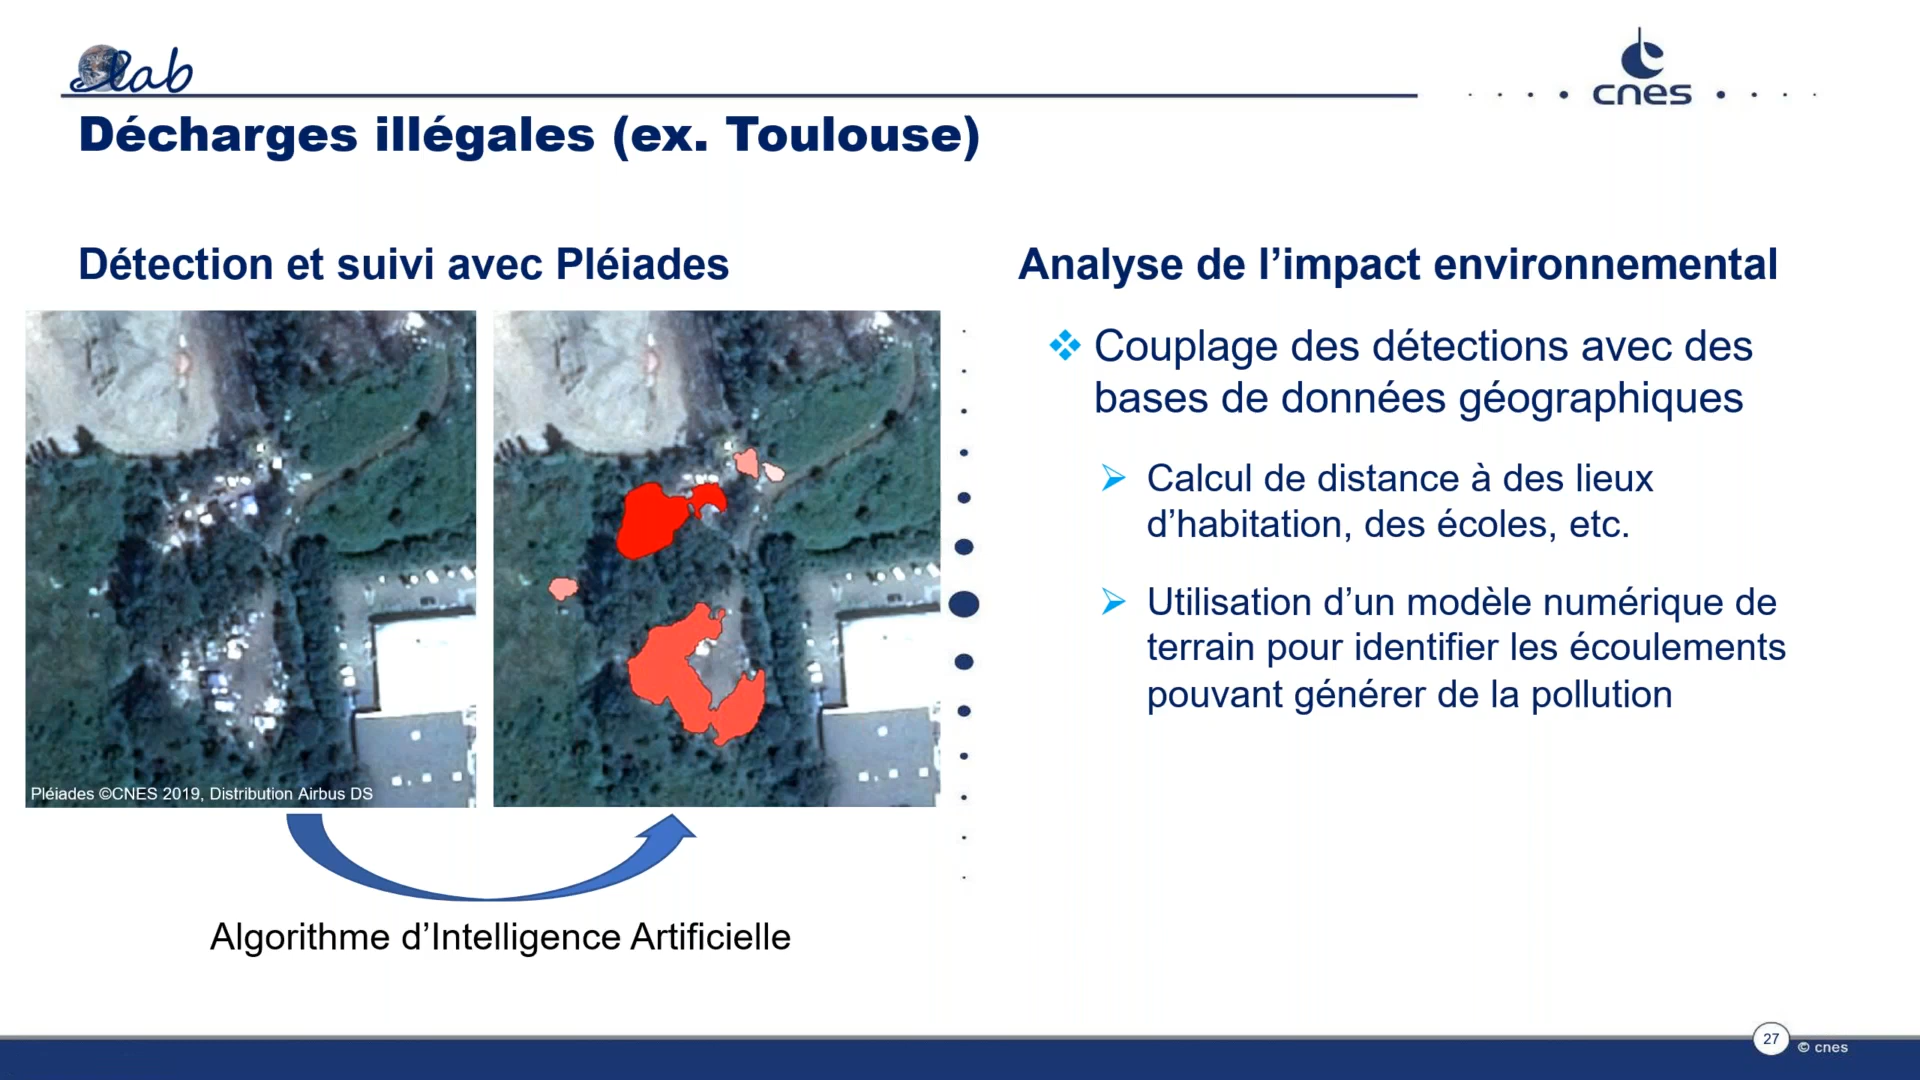 lab
cnes
Décharges illégales (ex. Toulouse)
Détection et suivi avec Pléiades
Pléiades ©CNES 2019, Distribution Airbus DS
Algorithme d’Intelligence Artificielle
Analyse de l’impact environnemental
Couplage des détections avec des
bases de données géographiques
Calcul de distance à des lieux
d’habitation, des écoles, etc.
Utilisation d’un modèle numérique de
terrain pour identifier les écoulements
pouvant générer de la pollution
27
© cnes